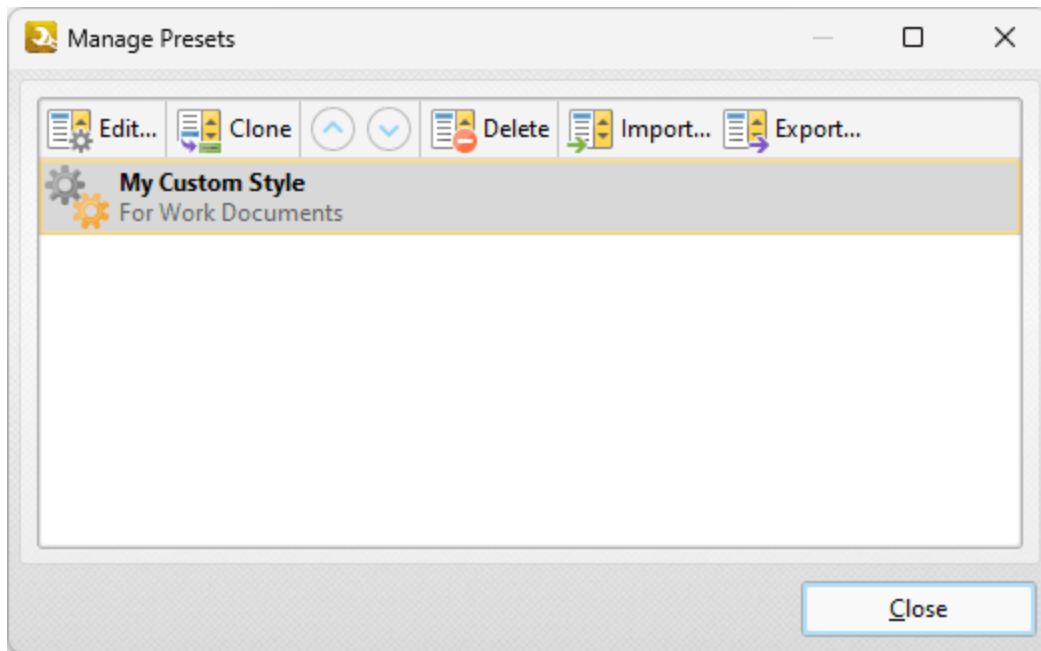 Manage Presets
Edit... Clone Delete Import... Export...
My Custom Style
For Work Documents
Close